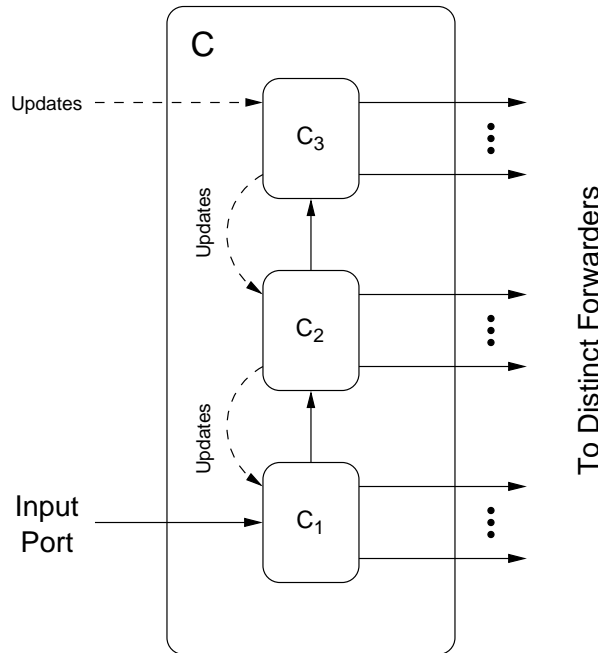 C
Updates
C3
Updates
C2
Updates
Input
Port
C1
To Distinct Forwarders